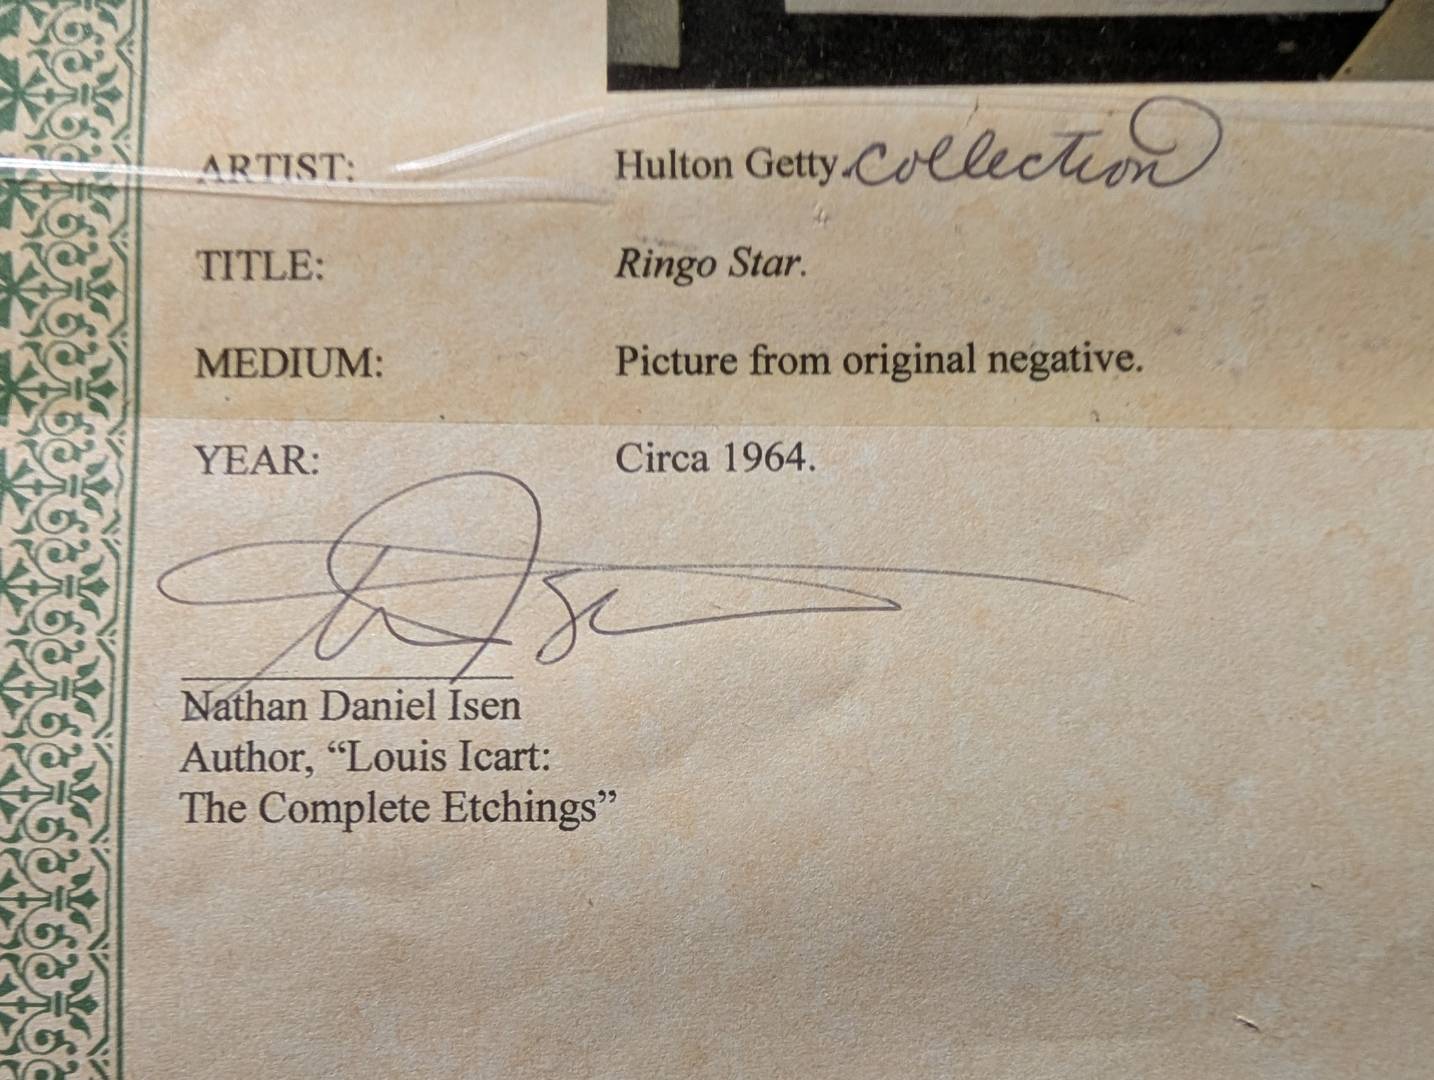 ARTIST: Hulton Getty. Collection
TITLE: Ringo Star.
MEDIUM: Picture from original negative.
YEAR: Circa 1964.
Nathan Daniel Isen
Author, “Louis Icart:
The Complete Etchings”